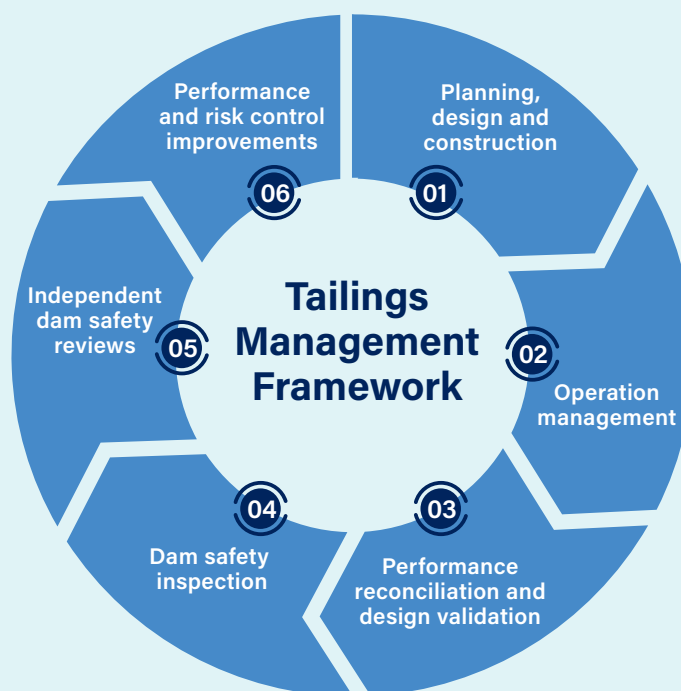 Tailings
Management
Framework
01
Planning,
design and
construction
02
Operation
management
03
Performance
reconciliation and
design validation
04
Dam safety
inspection
05
Independent
dam safety
reviews
06
Performance
and risk control
improvements